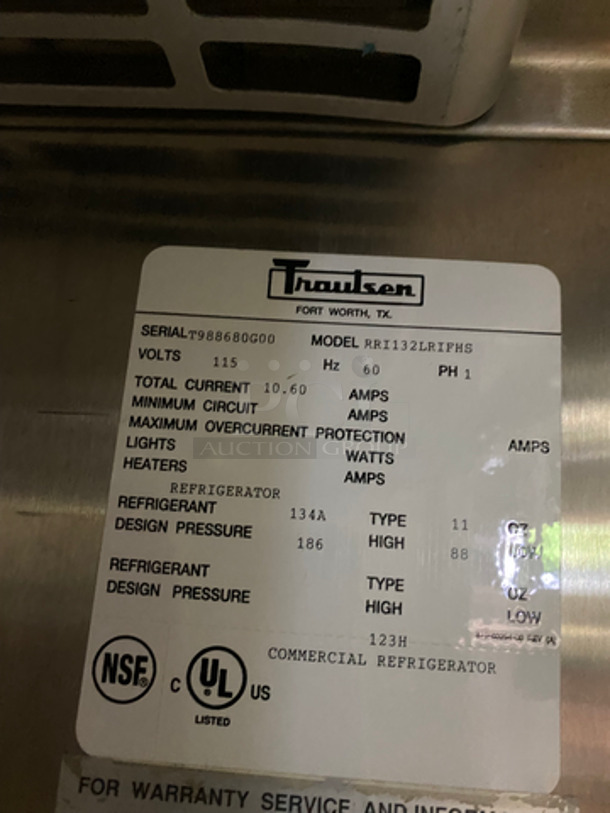 Traulsen
FORT WORTH, TX.
SERIAL T988680G00 MODEL RRI132LRIFHS
VOLTS 115 Hz 60 PH 1
TOTAL CURRENT 10.60 AMPS
MINIMUM CIRCUIT AMPS
MAXIMUM OVERCURRENT PROTECTION AMPS
LIGHTS WATTS
AUCTION GROUP
HEATERS AMPS
REFRIGERATOR
REFRIGERANT 134A TYPE 11 OZ
DESIGN PRESSURE 186 HIGH 88 LOW
REFRIGERANT TYPE OZ
DESIGN PRESSURE HIGH LOW
123H
COMMERCIAL REFRIGERATOR
NSF®
C UL® US
LISTED
FOR WARRANTY SERVICE AND